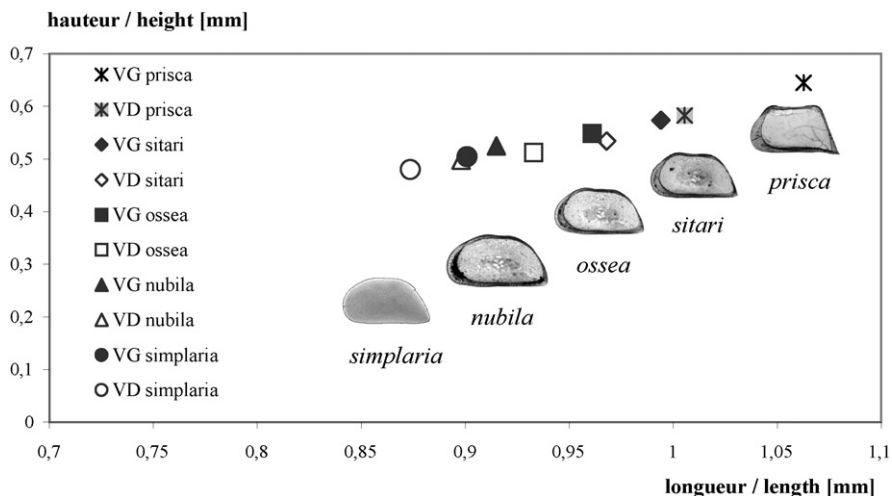 hauteur / height [mm]
0,7
0,6
0,5
0,4
0,3
0,2
0,1
0
VG prisca
VD prisca
VG sitari
VD sitari
VG ossea
VD ossea
VG nubila
VD nubila
VG simplaria
VD simplaria
prisca
sitari
ossea
nubila
simplaria
0,7 0,75 0,8 0,85 0,9 0,95 1 1,05 1,1
longueur / length [mm]